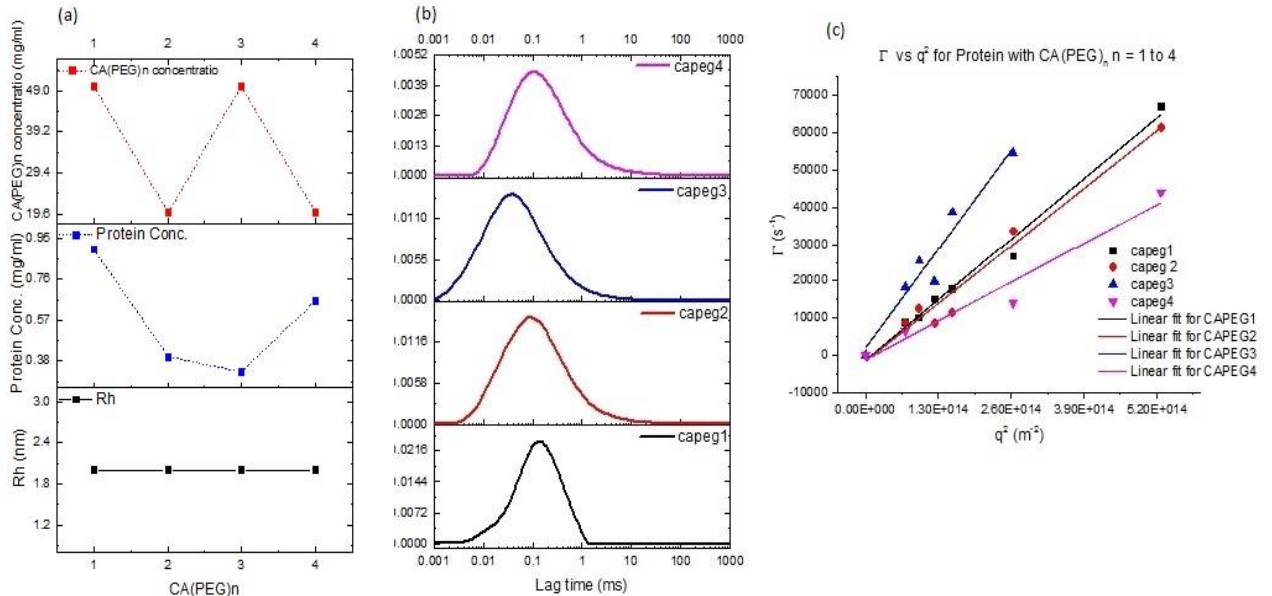 (a)
1 2 3 4
CA(PEG)n concentratio (mg/ml)
CA(PEG)n concentratio
49.0
39.2
29.4
19.6
Protein Conc. (mg/ml)
Protein Conc.
0.95
0.78
0.57
0.38
Rh (nm)
Rh
3.0
2.4
1.8
1.2
1 2 3 4
CA(PEG)n
(b)
0.001 0.01 0.1 1 10 100 1000
0.0052
0.0039
0.0026
0.0013
0.0000
capeg4
0.0110
0.0055
0.0000
capeg3
0.0116
0.0058
0.0000
capeg2
0.0216
0.0144
0.0072
0.0000
capeg1
0.001 0.01 0.1 1 10 100 1000
Lag time (ms)
(c)
Γ vs q² for Protein with CA(PEG)ₙ n = 1 to 4
Γ (s⁻¹)
70000
60000
50000
40000
30000
20000
10000
0
-10000
capeg1
capeg 2
capeg3
capeg4
Linear fit for CAPEG1
Linear fit for CAPEG2
Linear fit for CAPEG3
Linear fit for CAPEG4
0.00E+000 1.30E+014 2.60E+014 3.90E+014 5.20E+014
q² (m⁻²)